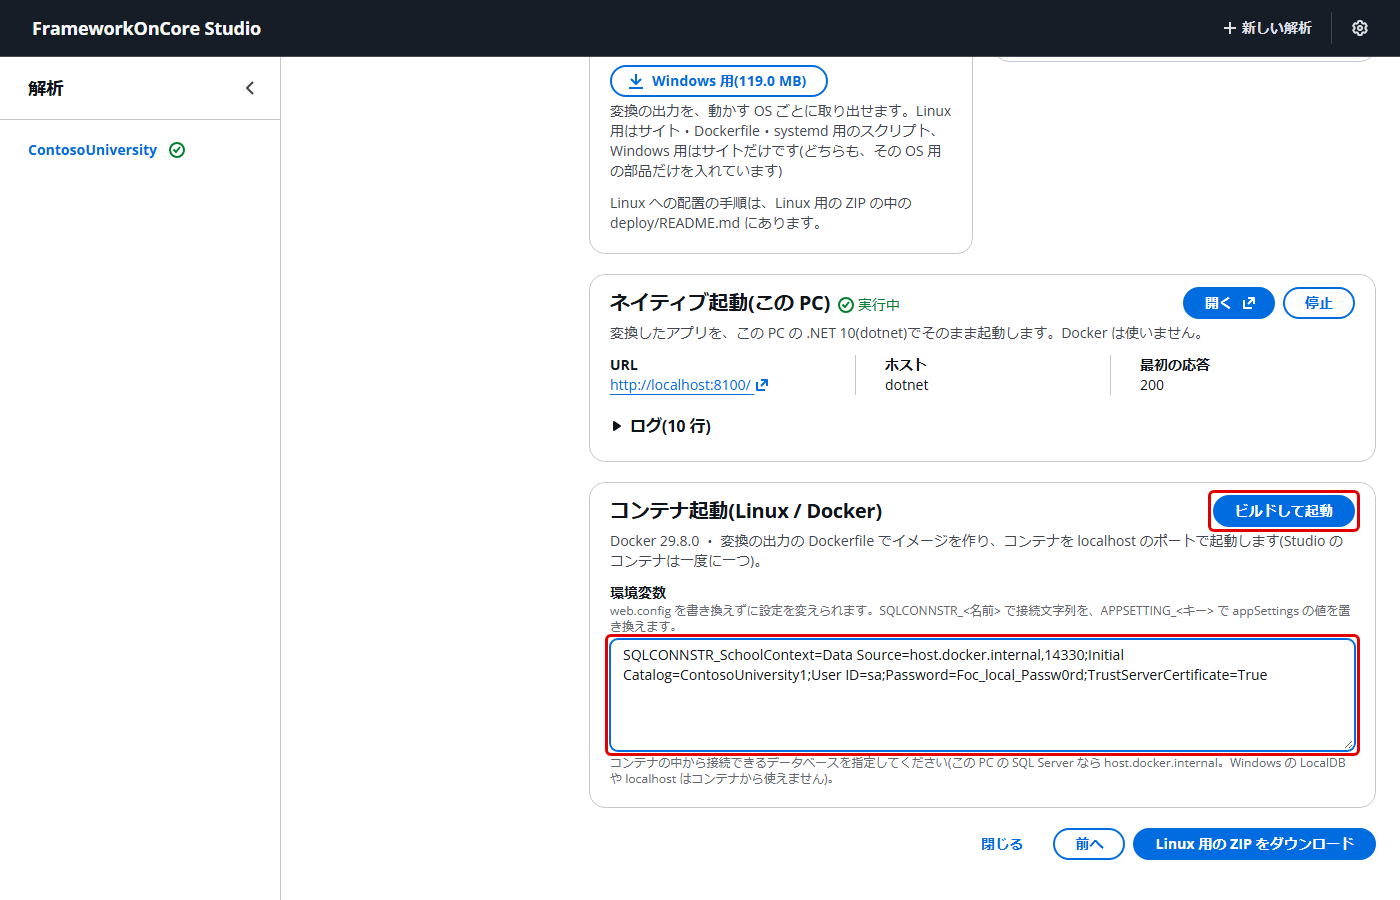 FrameworkOnCore Studio
新しい解析
解析
ContosoUniversity
Windows 用(119.0 MB)
変換の出力を、動かす OS ごとに取り出せます。Linux
用はサイト・Dockerfile・systemd 用のスクリプト、
Windows 用はサイトだけです(どちらも、その OS 用
の部品だけを入れています)
Linux への配置の手順は、Linux 用の ZIP の中の
deploy/README.md にあります。
ネイティブ起動(この PC) 実行中
開く
停止
変換したアプリを、この PC の .NET 10(dotnet)でそのまま起動します。Docker は使いません。
URL
http://localhost:8100/
ホスト
dotnet
最初の応答
200
ログ(10 行)
コンテナ起動(Linux / Docker)
ビルドして起動
Docker 29.8.0 ・ 変換の出力の Dockerfile でイメージを作り、コンテナを localhost のポートで起動します(Studio の
コンテナは一度に一つ)。
環境変数
web.config を書き換えずに設定を変えられます。SQLCONNSTR_<名前> で接続文字列を、APPSETTING_<キー> で appSettings の値を置
き換えます。
SQLCONNSTR_SchoolContext=Data Source=host.docker.internal,14330;Initial
Catalog=ContosoUniversity1;User ID=sa;Password=Foc_local_Passw0rd;TrustServerCertificate=True
コンテナの中から接続できるデータベースを指定してください(この PC の SQL Server なら host.docker.internal。Windows の LocalDB
や localhost はコンテナから使えません)。
閉じる
前へ
Linux 用の ZIP をダウンロード